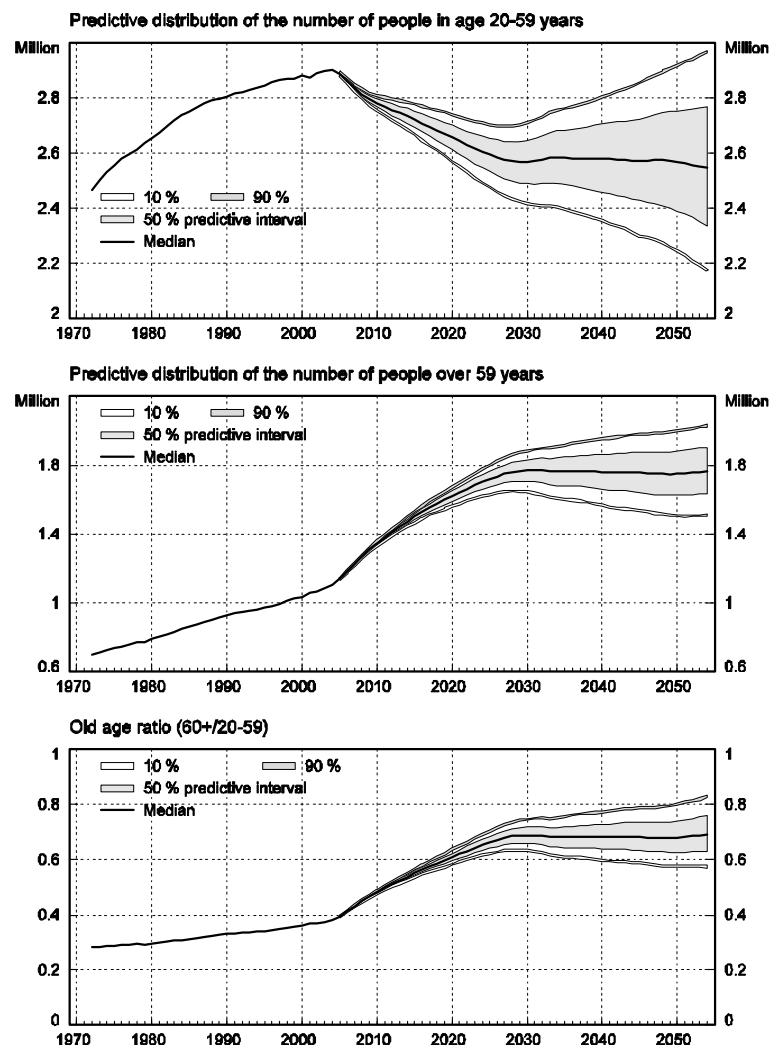 Predictive distribution of the number of people in age 20-59 years
Million Million
2.8 2.8
2.6 2.6
10 % 90 %
2.4 50 % predictive interval 2.4
Median
2.2 2.2
2 2
1970 1980 1990 2000 2010 2020 2030 2040 2050
Predictive distribution of the number of people over 59 years
Million Million
10 % 90 %
50 % predictive interval
1.8 Median 1.8
1.4 1.4
1 1
0.6 0.6
1970 1980 1990 2000 2010 2020 2030 2040 2050
Old age ratio (60+/20-59)
1 1
10 % 90 %
50 % predictive interval
0.8 Median 0.8
0.6 0.6
0.4 0.4
0.2 0.2
0 0
1970 1980 1990 2000 2010 2020 2030 2040 2050